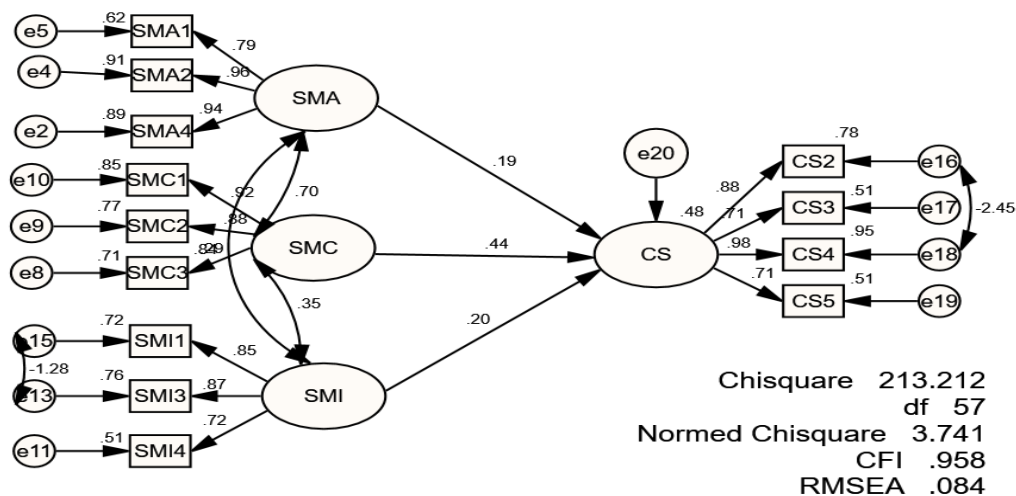 e5 .62 SMA1 .79
e4 .91 SMA2 .96
e2 .89 SMA4 .94
SMA
e10 .85 SMC1 .92
e9 .77 SMC2 .88
e8 .71 SMC3
SMC
e15 .72 SMI1 .85
-1.28
e13 .76 SMI3 .87
e11 .51 SMI4 .72
SMI
.70
.29
.35
.19
.44
.20
e20
.48
CS
.88 CS2 .78 e16
.71 CS3 .51 e17
.98 CS4 .95 e18
.71 CS5 .51 e19
-2.45
Chisquare 213.212
df 57
Normed Chisquare 3.741
CFI .958
RMSEA .084